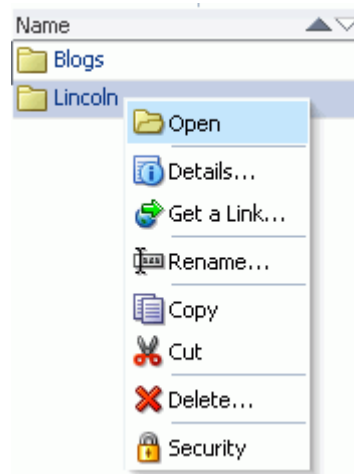 Name
Blogs
Lincoln
Open
Details...
Get a Link...
Rename...
Copy
Cut
Delete...
Security